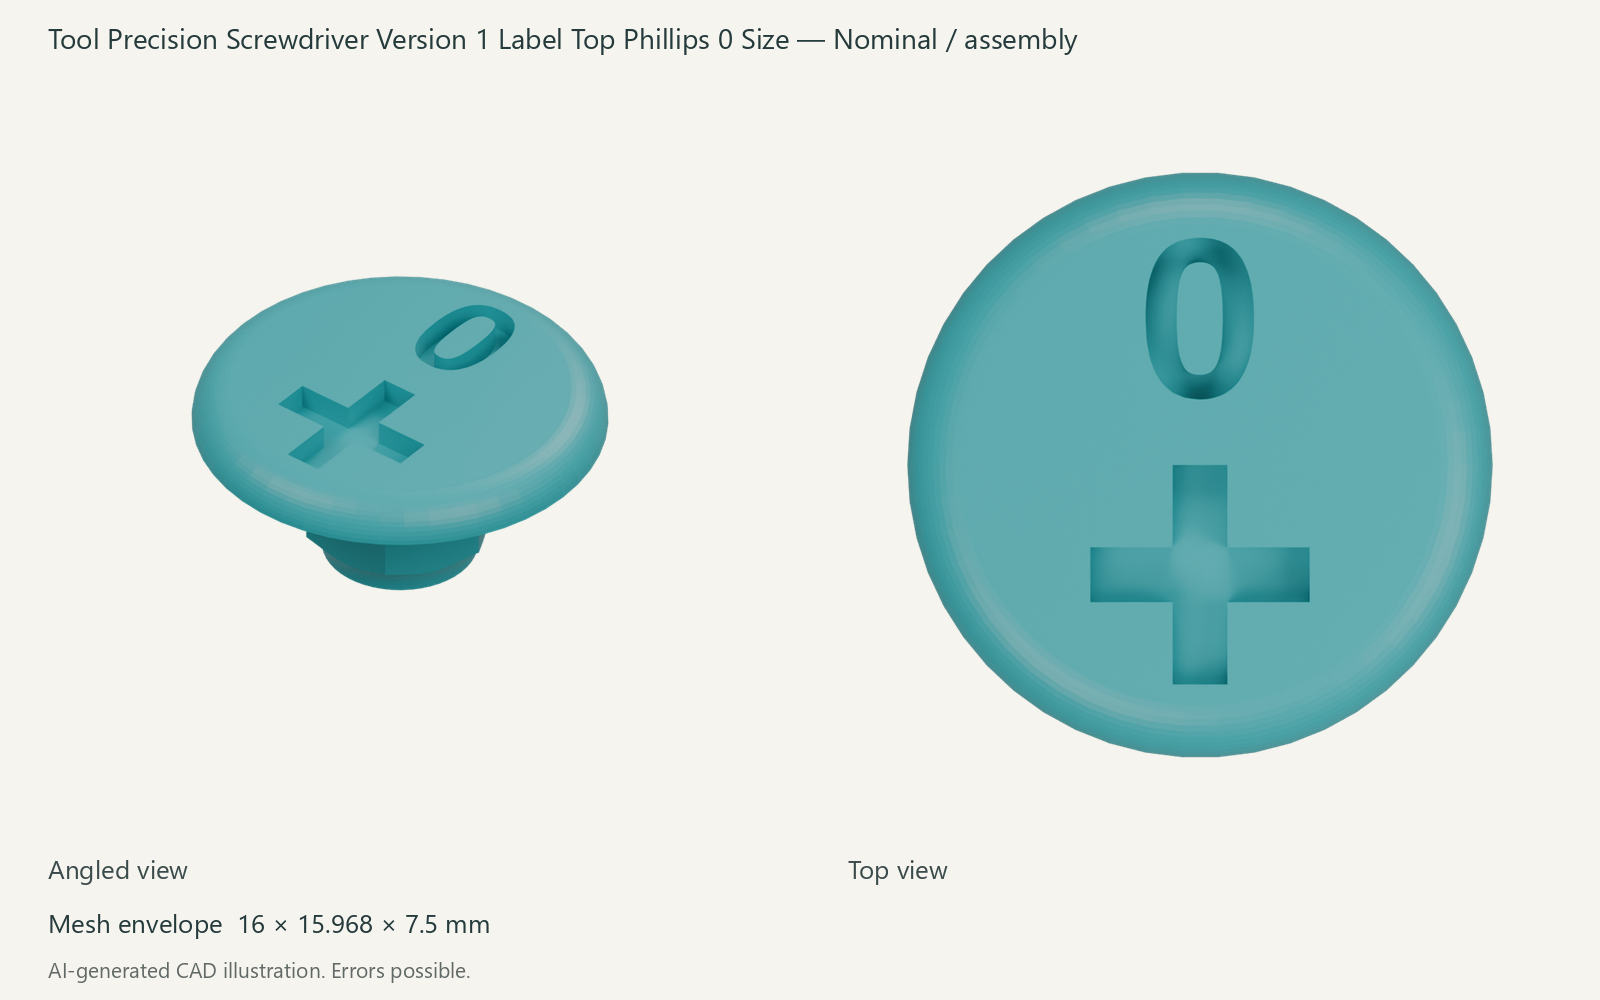 Tool Precision Screwdriver Version 1 Label Top Phillips 0 Size — Nominal / assembly
0
0
Angled view
Top view
Mesh envelope 16 × 15.968 × 7.5 mm
AI-generated CAD illustration. Errors possible.